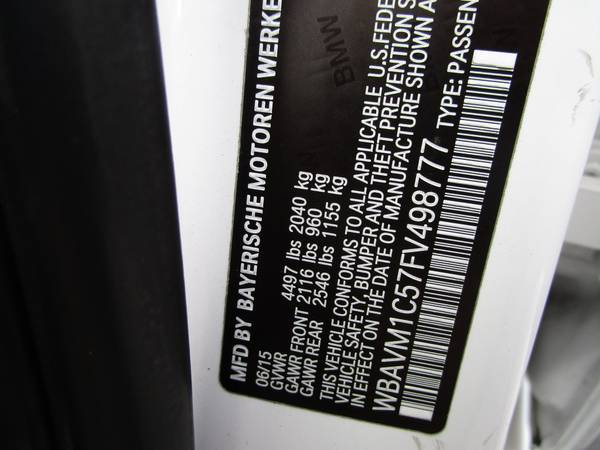 MFD BY BAYERISCHE MOTOREN WERKE
06/15
GVWR 4497 lbs 2040 kg
GAWR FRONT 2116 lbs 960 kg
GAWR REAR 2546 lbs 1155 kg
THIS VEHICLE CONFORMS TO ALL APPLICABLE U.S.FEDE
VEHICLE SAFETY, BUMPER AND THEFT PREVENTION S
IN EFFECT ON THE DATE OF MANUFACTURE SHOWN A
WBAVM1C57FV498777 TYPE: PASSEN
BMW